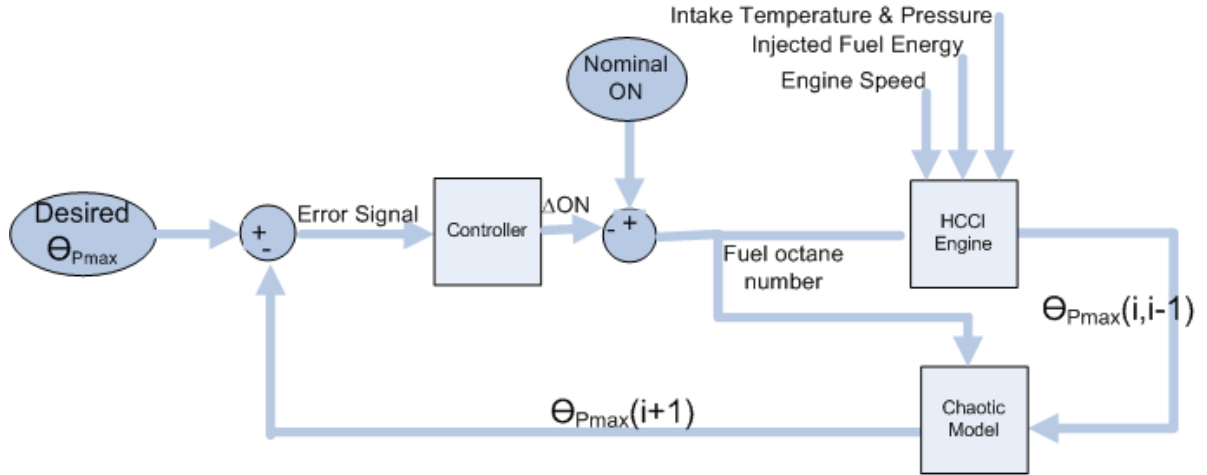 Intake Temperature & Pressure
Injected Fuel Energy
Engine Speed
Nominal
ON
Desired
ϴPmax
+
-
Error Signal
Controller
ΔON
- +
HCCI
Engine
Fuel octane
number
ϴPmax(i,i-1)
Chaotic
Model
ϴPmax(i+1)